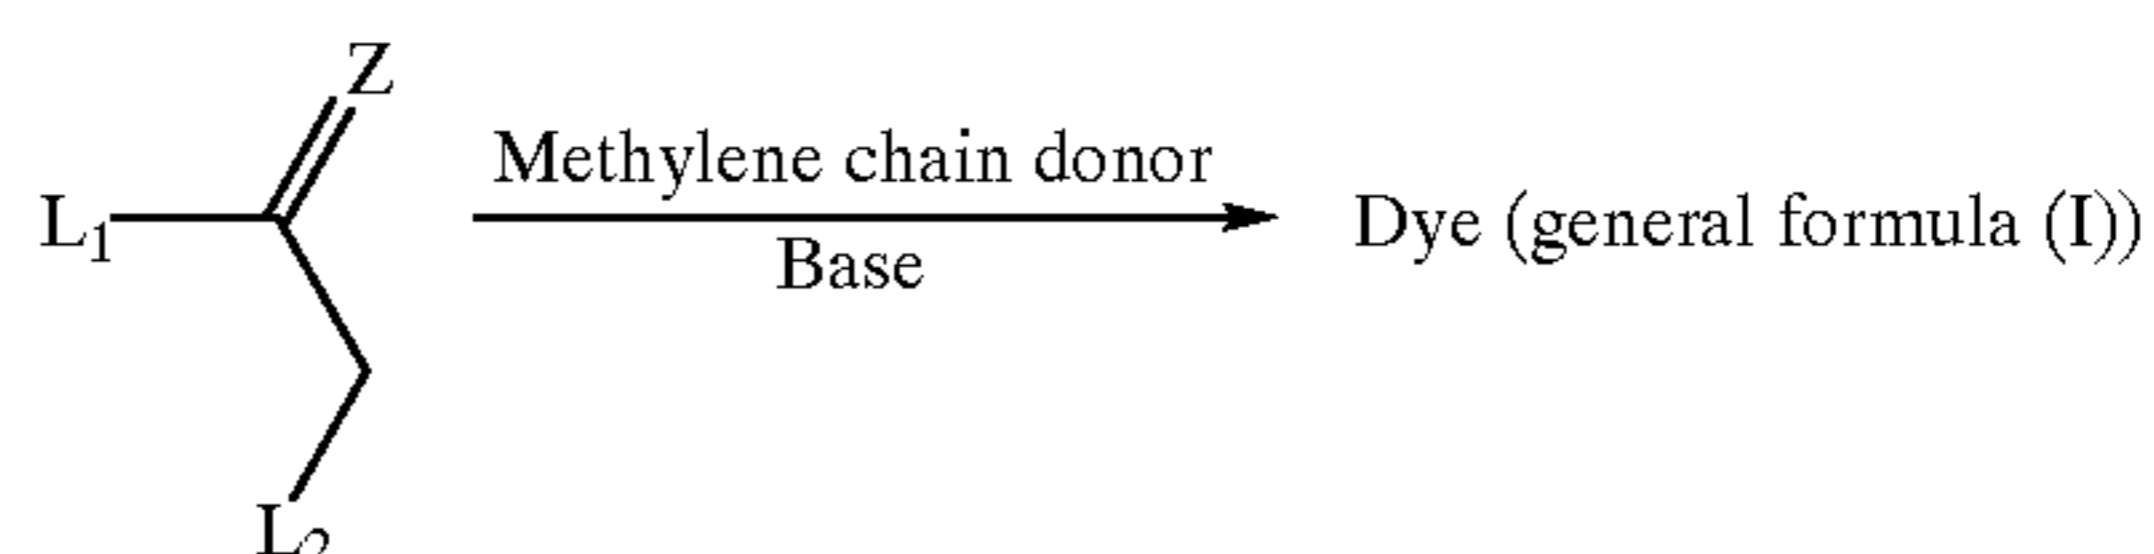 Z
Methylene chain donor
L1
Base
Dye (general formula (I))
L2